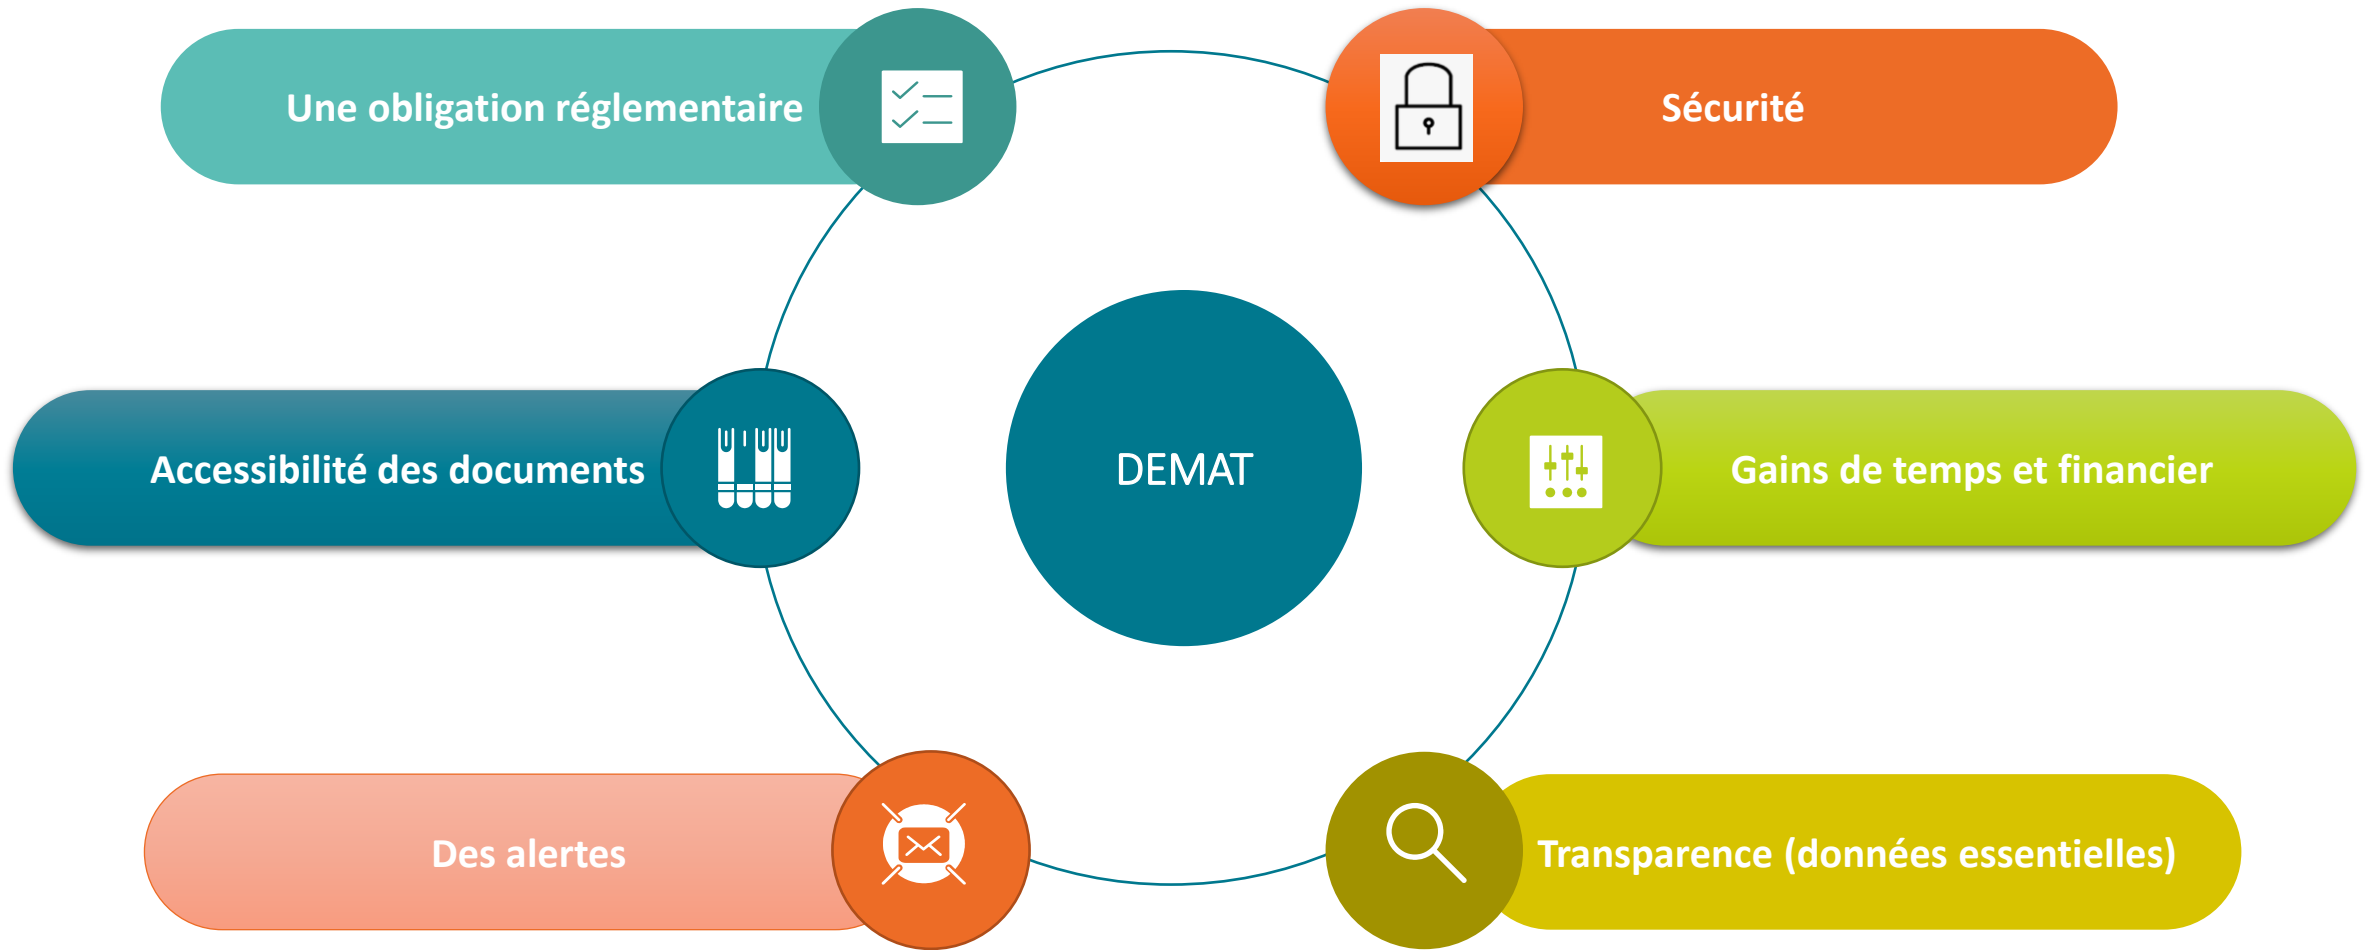 Une obligation réglementaire
Sécurité
Accessibilité des documents
DEMAT
Gains de temps et financier
Des alertes
Transparence (données essentielles)